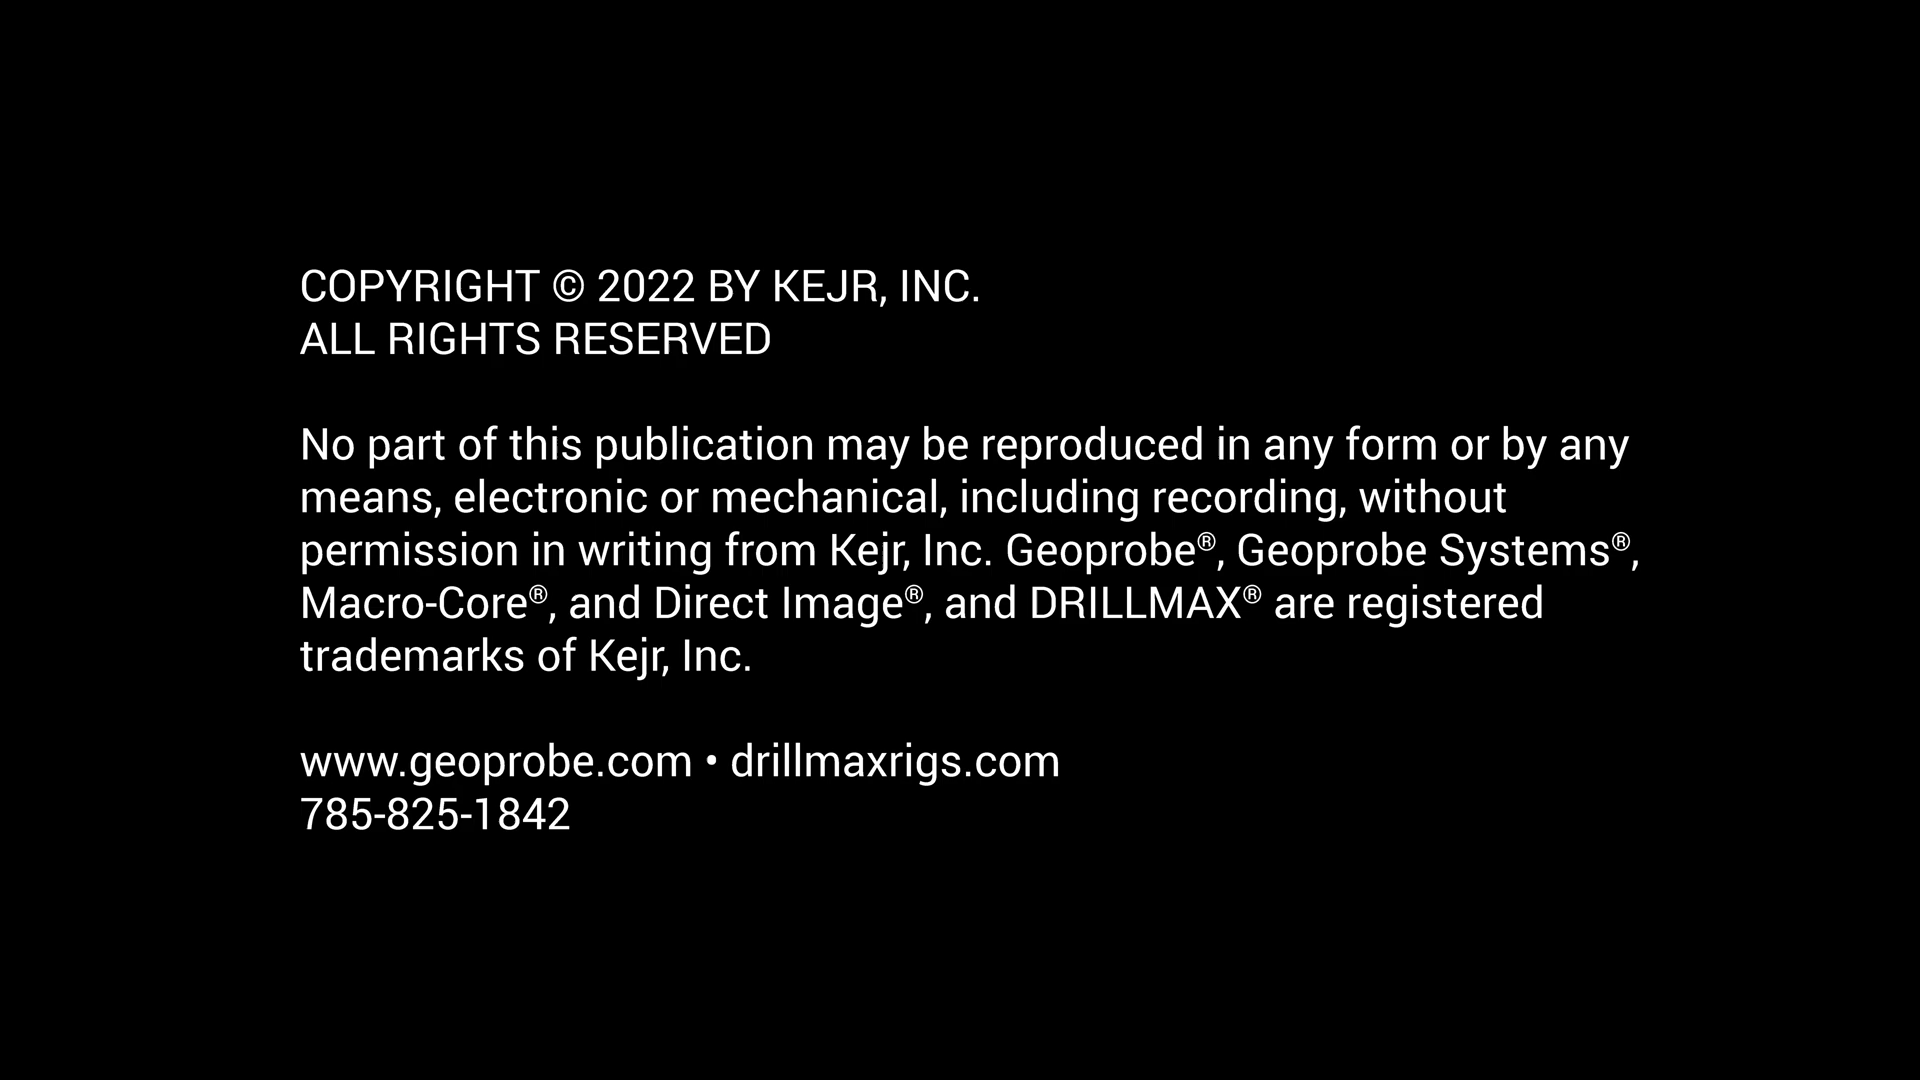 COPYRIGHT © 2022 BY KEJR, INC.
ALL RIGHTS RESERVED
No part of this publication may be reproduced in any form or by any
means, electronic or mechanical, including recording, without
permission in writing from Kejr, Inc. Geoprobe®, Geoprobe Systems®,
Macro-Core®, and Direct Image®, and DRILLMAX® are registered
trademarks of Kejr, Inc.
www.geoprobe.com • drillmaxrigs.com
785-825-1842